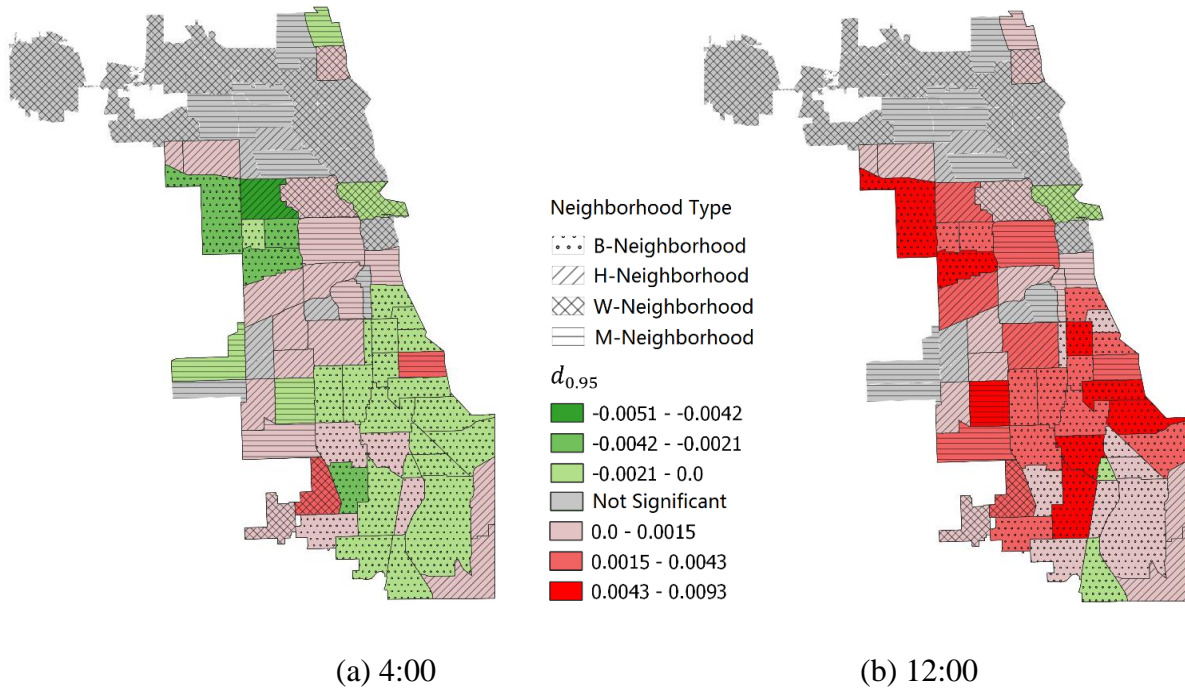 Neighborhood Type
B-Neighborhood
H-Neighborhood
W-Neighborhood
M-Neighborhood
d0.95
-0.0051 - -0.0042
-0.0042 - -0.0021
-0.0021 - 0.0
Not Significant
0.0 - 0.0015
0.0015 - 0.0043
0.0043 - 0.0093
(a) 4:00
(b) 12:00